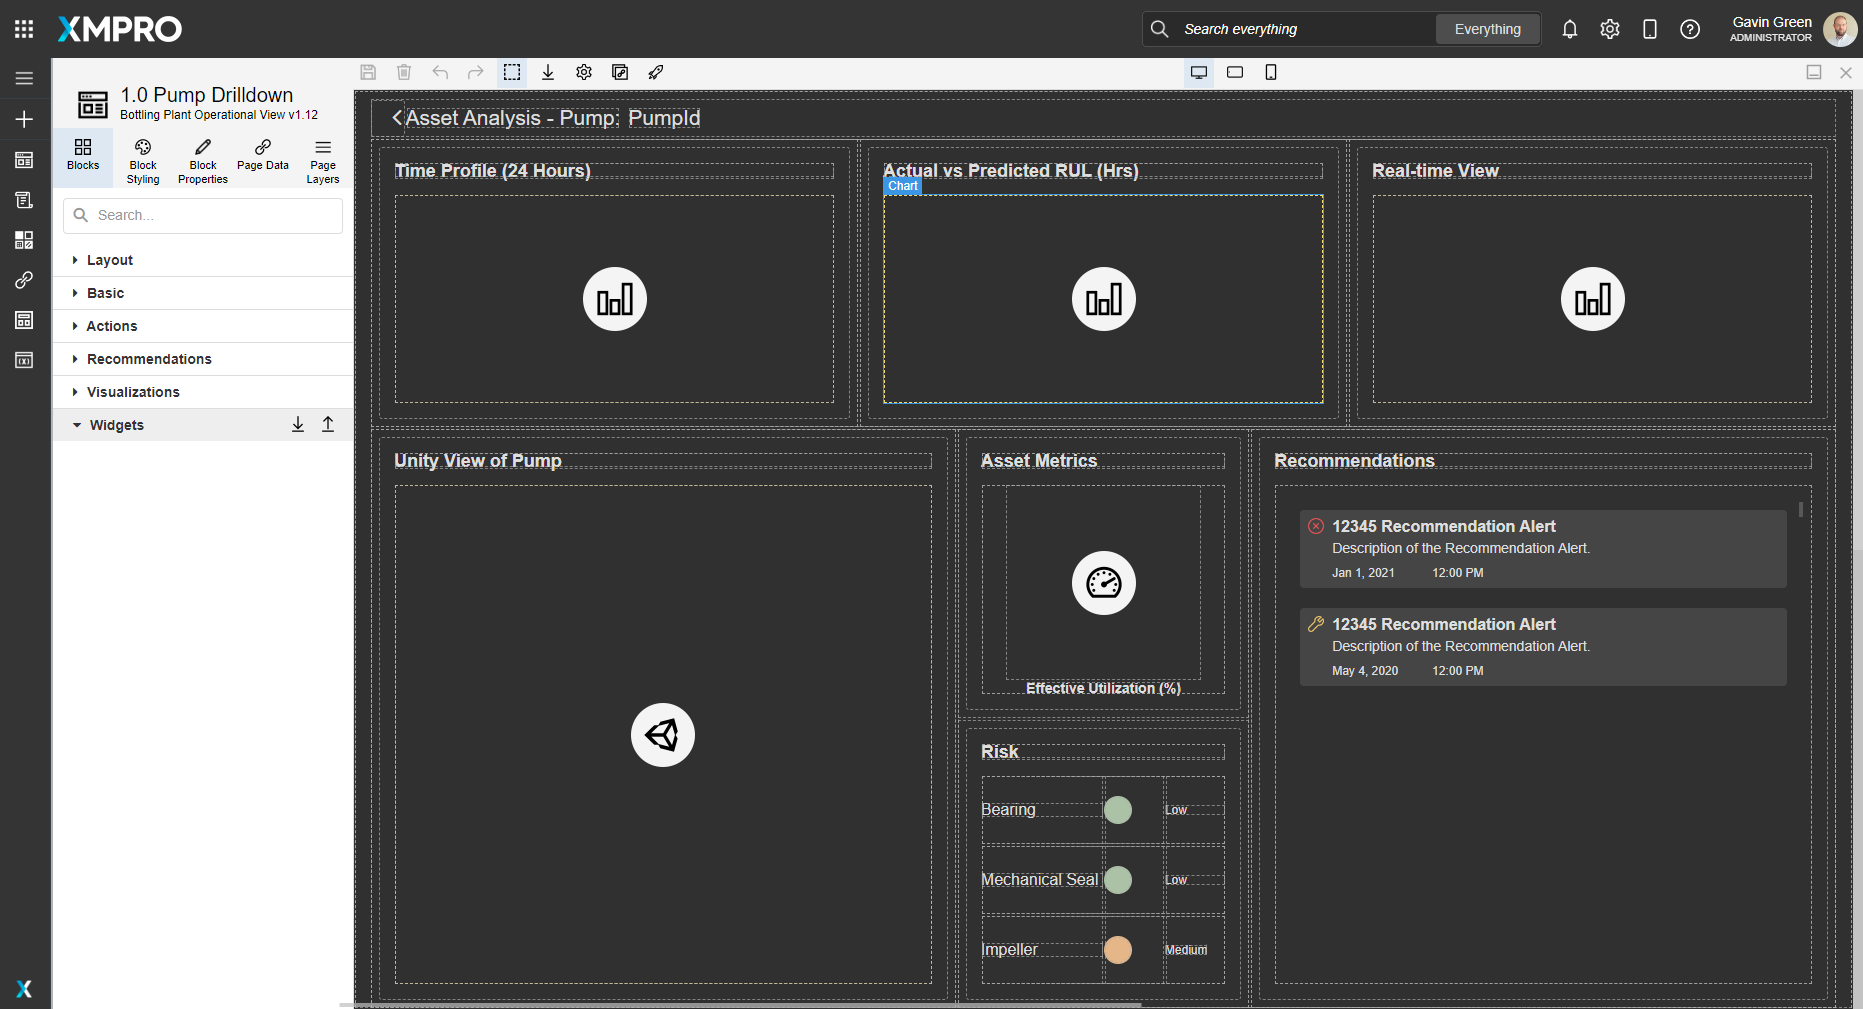 XMPRO
Search everything
Everything
Gavin Green
ADMINISTRATOR
1.0 Pump Drilldown
Bottling Plant Operational View v1.12
Blocks
Block Styling
Block Properties
Page Data
Page Layers
Search...
Layout
Basic
Actions
Recommendations
Visualizations
Widgets
Asset Analysis - Pump: PumpId
Time Profile (24 Hours)
Actual vs Predicted RUL (Hrs)
Chart
Real-time View
Unity View of Pump
Asset Metrics
Effective Utilization (%)
Risk
Bearing
Low
Mechanical Seal
Low
Impeller
Medium
Recommendations
12345 Recommendation Alert
Description of the Recommendation Alert.
Jan 1, 2021 12:00 PM
12345 Recommendation Alert
Description of the Recommendation Alert.
May 4, 2020 12:00 PM